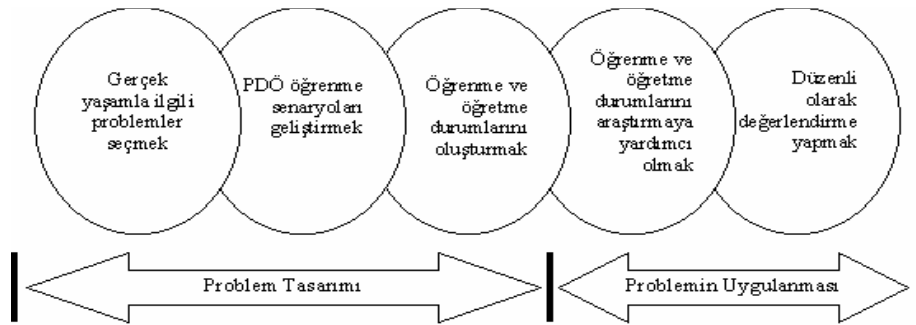 Gerçek
yaşamla ilgili
problemler
seçmek
PDÖ öğrenme
senaryoları
geliştirmek
Öğrenme ve
öğretme
durumlarını
oluşturmak
Öğrenme ve
öğretme
durumlarını
araştırmaya
yardımcı
olmak
Düzenli
olarak
değerlendirme
yapmak
Problem Tasarımı
Problemin Uygulanması